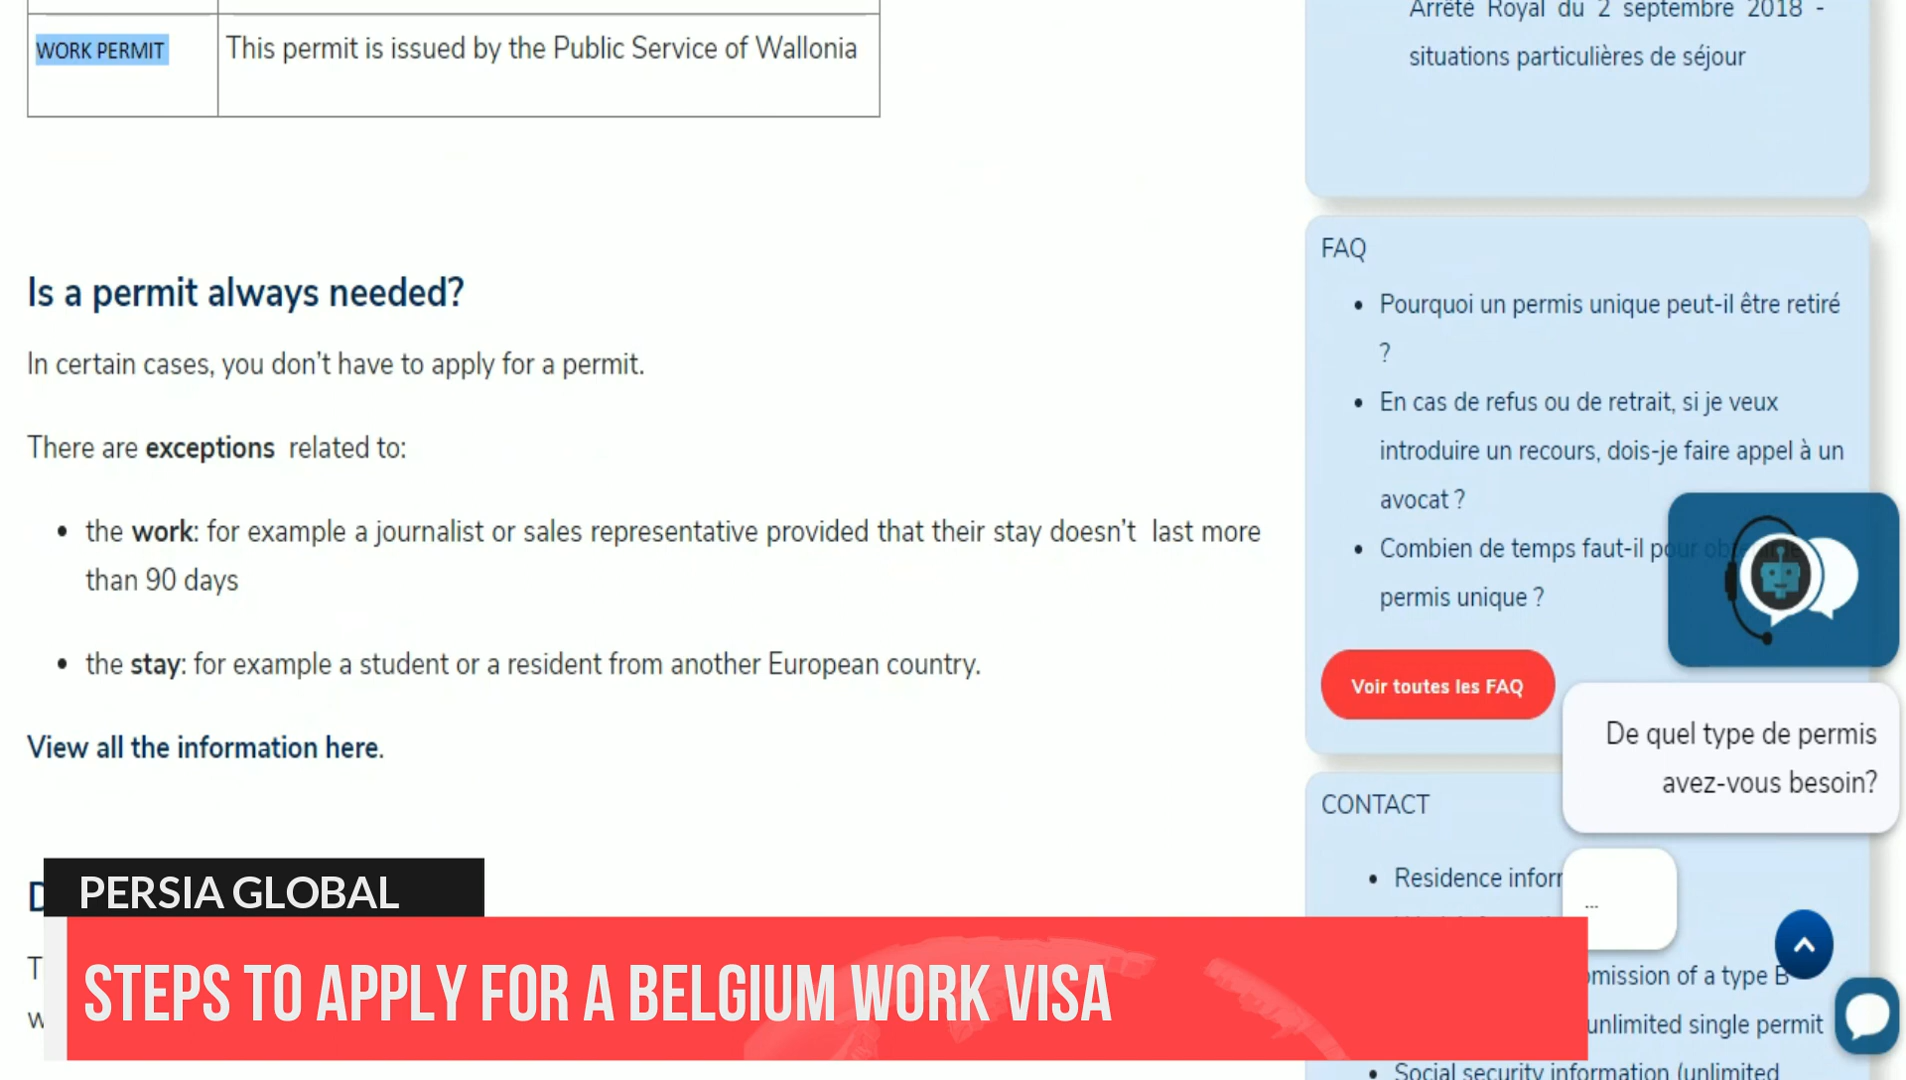 WORK PERMIT
This permit is issued by the Public Service of Wallonia
Is a permit always needed?
In certain cases, you don't have to apply for a permit.
There are exceptions related to:
• the work: for example a journalist or sales representative provided that their stay doesn't last more
than 90 days
• the stay: for example a student or a resident from another European country.
View all the information here.
Arrêté Royal du 2 septembre 2018 -
situations particulières de séjour
FAQ
• Pourquoi un permis unique peut-il être retiré
?
• En cas de refus ou de retrait, si je veux
introduire un recours, dois-je faire appel à un
avocat ?
• Combien de temps faut-il pour obtenir le
permis unique ?
Voir toutes les FAQ
De quel type de permis
avez-vous besoin?
CONTACT
• Residence infor
...
mission of a type B
unlimited single permit
• Social security information (unlimited
PERSIA GLOBAL
STEPS TO APPLY FOR A BELGIUM WORK VISA